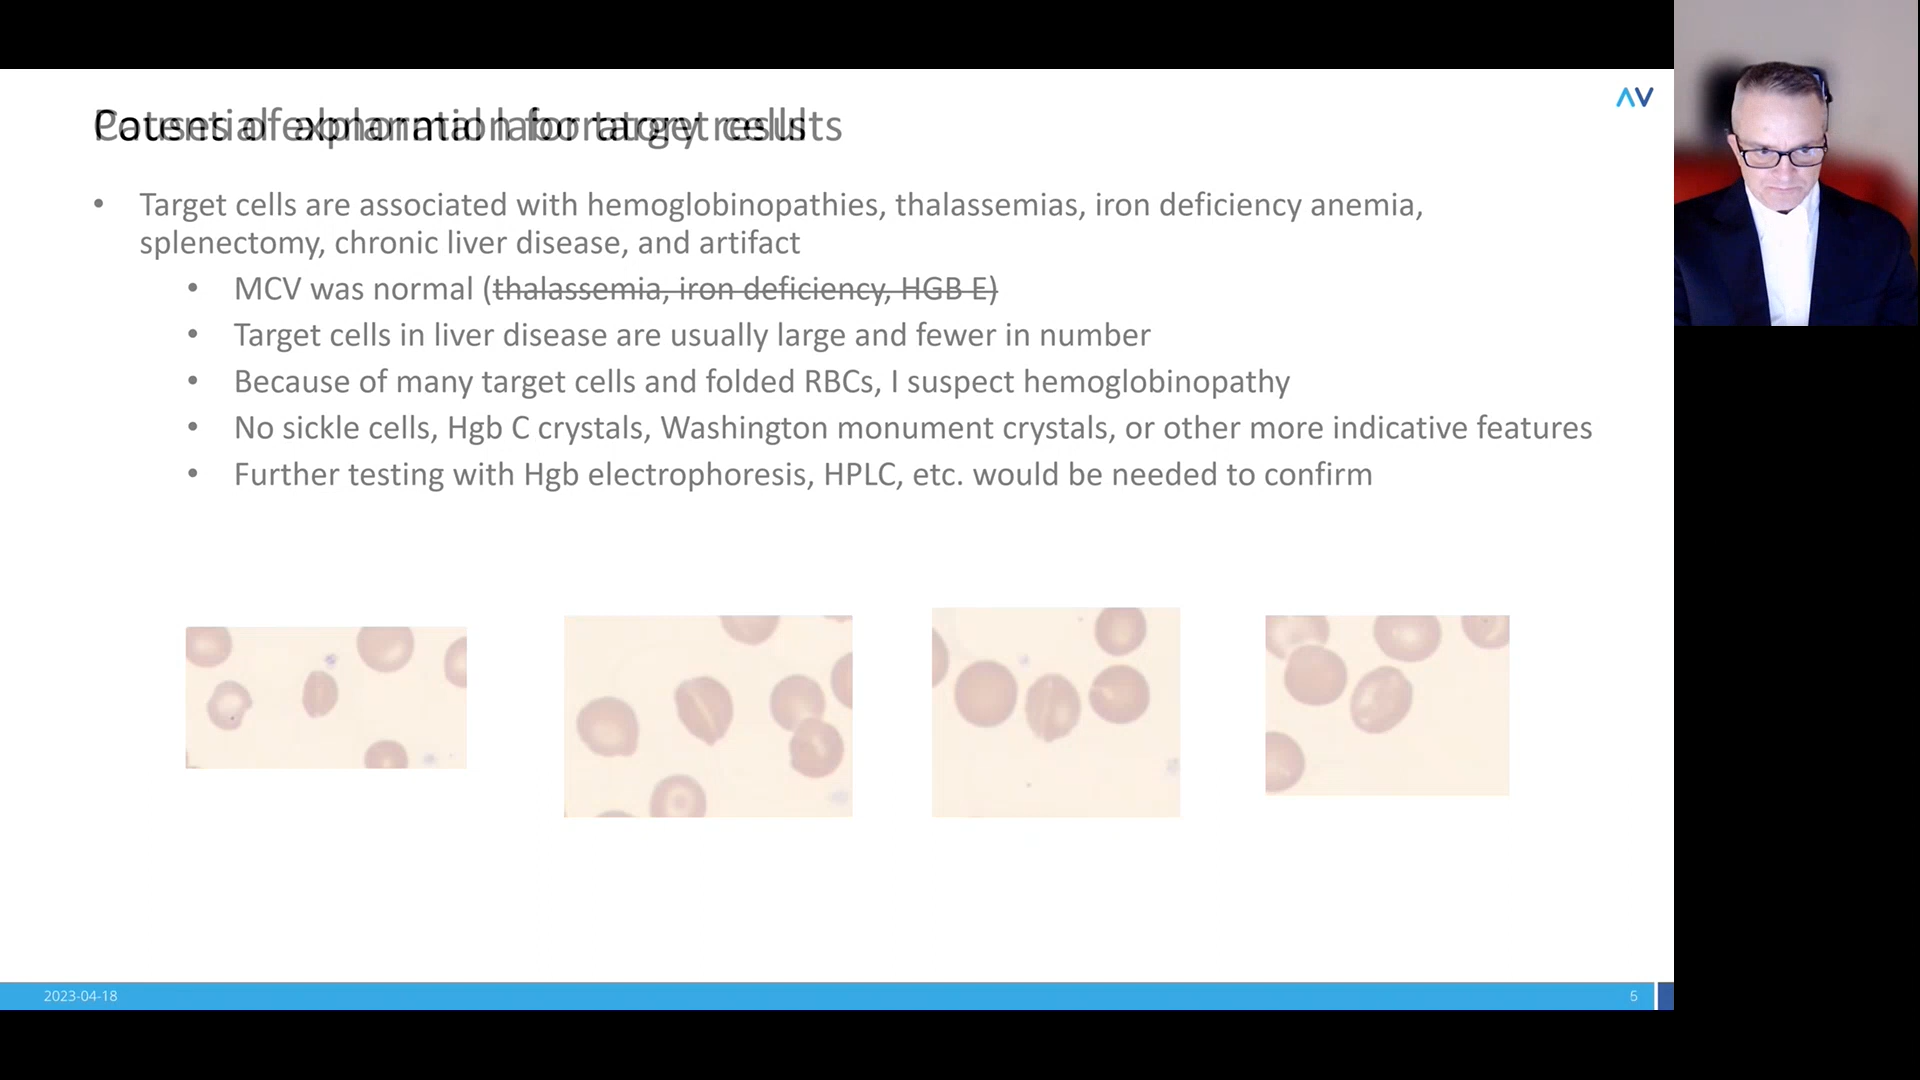 AV
• Target cells are associated with hemoglobinopathies, thalassemias, iron deficiency anemia,
splenectomy, chronic liver disease, and artifact
• MCV was normal (thalassemia, iron deficiency, HGB E)
• Target cells in liver disease are usually large and fewer in number
• Because of many target cells and folded RBCs, I suspect hemoglobinopathy
• No sickle cells, Hgb C crystals, Washington monument crystals, or other more indicative features
• Further testing with Hgb electrophoresis, HPLC, etc. would be needed to confirm
2023-04-18
5